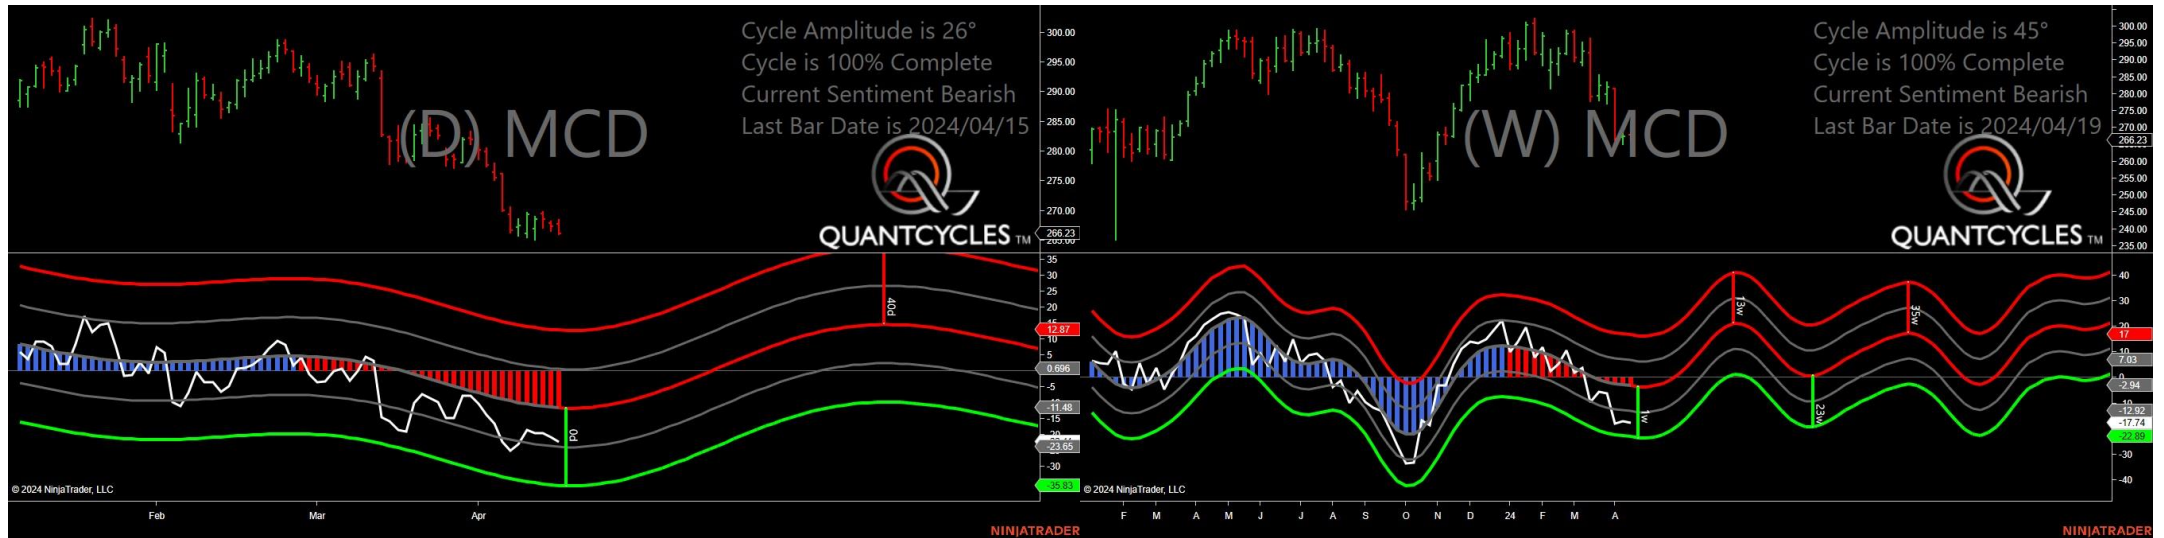 Cycle Amplitude is 26°
Cycle is 100% Complete
Current Sentiment Bearish
Last Bar Date is 2024/04/15
(D) MCD
QUANTCYCLES TM
300.00
295.00
290.00
285.00
280.00
275.00
270.00
266.23
265.00
35
30
25
20
15
12.87
10
5
0.696
-5
-11.48
-15
-23.65
-30
-35.83
40d
0d
© 2024 NinjaTrader, LLC
Feb Mar Apr
NINJATRADER
Cycle Amplitude is 45°
Cycle is 100% Complete
Current Sentiment Bearish
Last Bar Date is 2024/04/19
(W) MCD
QUANTCYCLES TM
300.00
295.00
290.00
285.00
280.00
275.00
270.00
266.23
260.00
255.00
250.00
245.00
240.00
235.00
40
30
20
17
10
7.03
0
-2.94
-12.92
-17.74
-22.89
-30
-40
13w
35w
1w
23w
© 2024 NinjaTrader, LLC
F M A M J J A S O N D 24 F M A
NINJATRADER